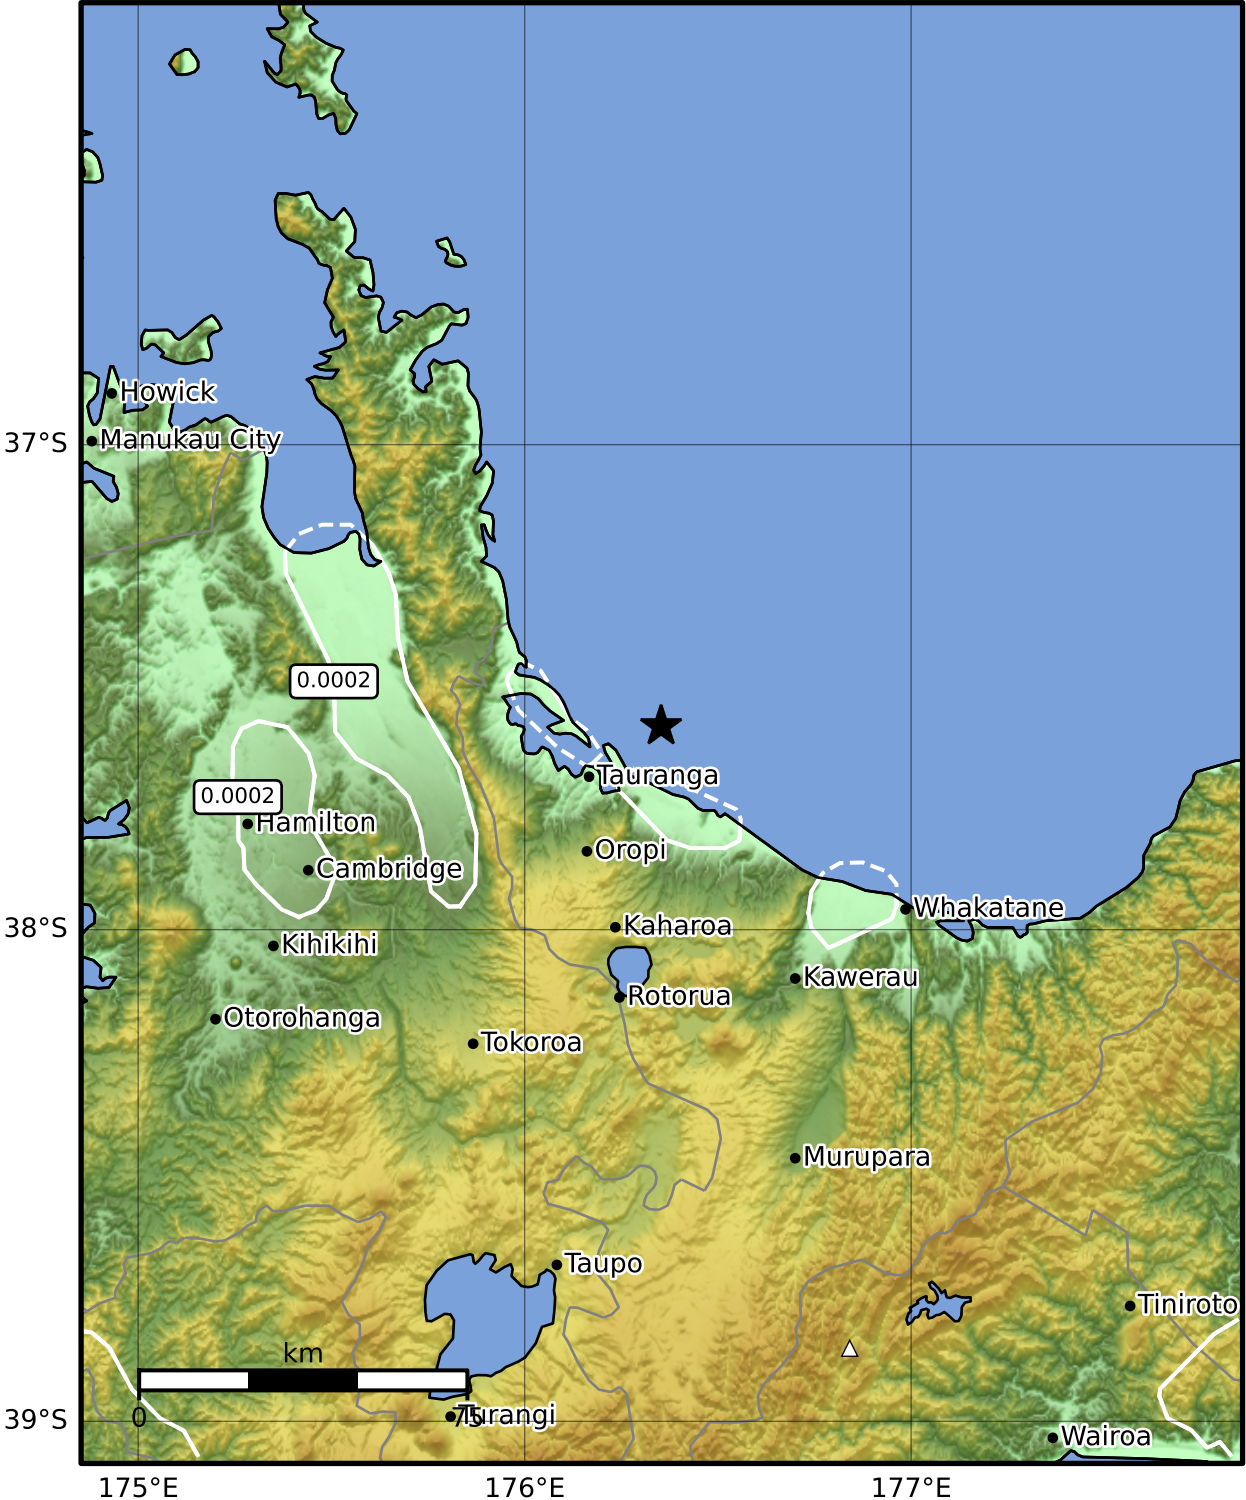 Howick
37°S
Manukau City
0.0002
Tauranga
0.0002
Hamilton
Oropi
Cambridge
Whakatane
38°S
Kaharoa
Kihikihi
Kawerau
Rotorua
Otorohanga
Tokoroa
Murupara
Taupo
Tiniroto
km
0
75
Turangi
39°S
Wairoa
175°E
176°E
177°E